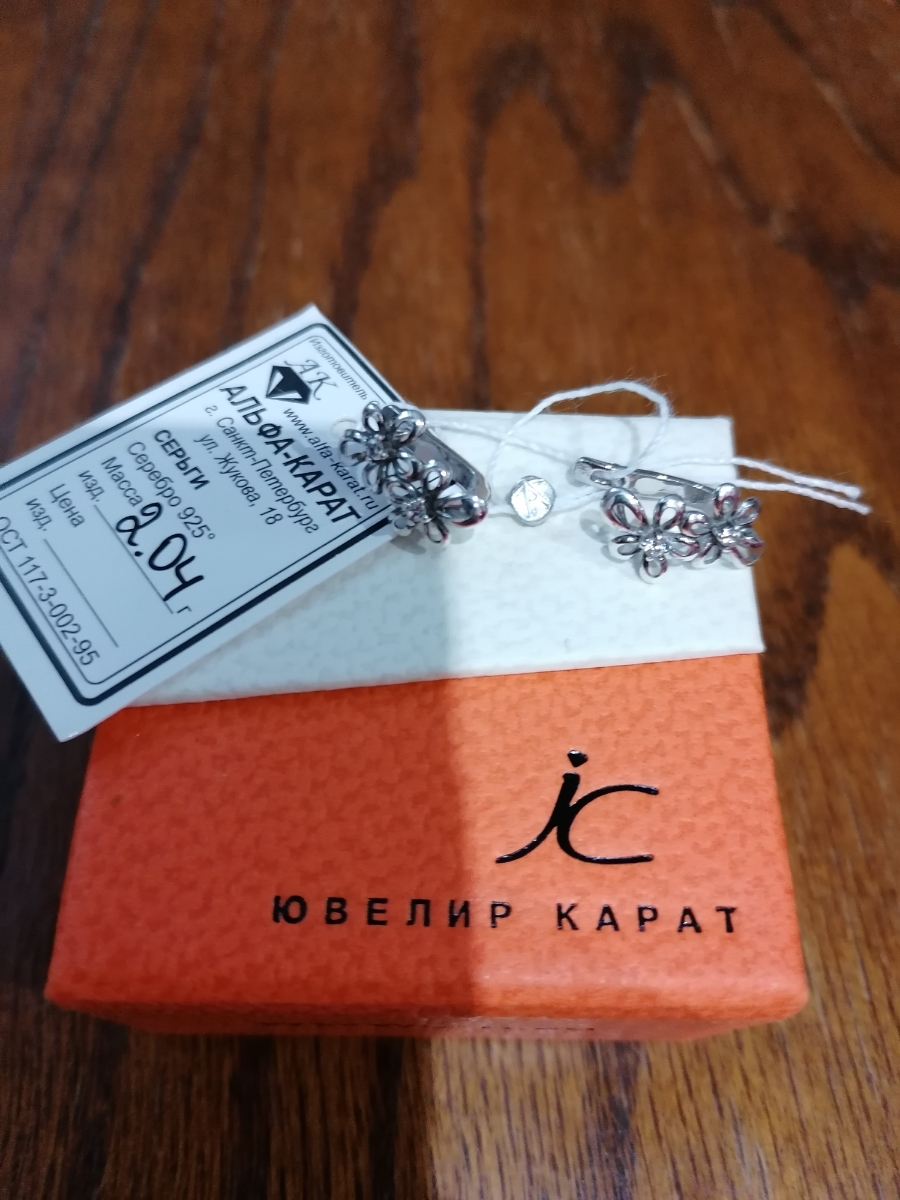 Изготовитель
АК
www.alfa-karat.ru
АЛЬФА-КАРАТ
г. Санкт-Петербург
ул. Жукова, 18
СЕРЬГИ
Серебро 925°
Масса
изд. 2.04 г
Цена
изд.
ОСТ 117-3-002-95
jc
ЮВЕЛИР КАРАТ